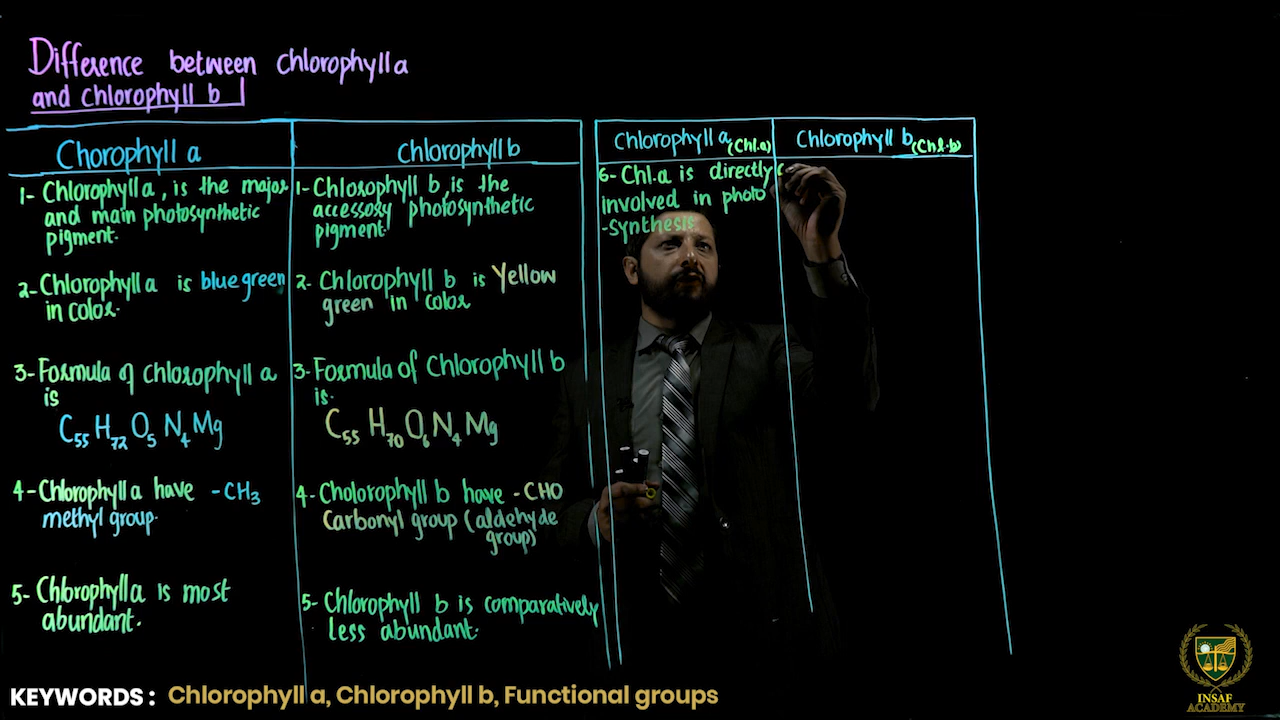 Difference between chlorophyll a
and chlorophyll b
Chorophyll a
1- Chlorophyll a, is the major
and main photosynthetic
pigment.
2- Chlorophyll a is blue green
in color.
3- Formula of chlorophyll a
is
C55 H72 O5 N4 Mg
4- Chlorophyll a have -CH3
methyl group.
5- Chlorophyll a is most
abundant.
Chlorophyll b
1- Chlorophyll b, is the
accessory photosynthetic
pigment.
2- Chlorophyll b is Yellow
green in color
3- Formula of Chlorophyll b
is.
C55 H70 O6 N4 Mg
4- Cholorophyll b have -CHO
Carbonyl group (aldehyde
group)
5- Chlorophyll b is comparatively
less abundant.
Chlorophyll a (Chl.a)
6- Chl.a is directly
involved in photo
-synthesis
Chlorophyll b (Chl.b)
KEYWORDS : Chlorophyll a, Chlorophyll b, Functional groups
INSAF
ACADEMY